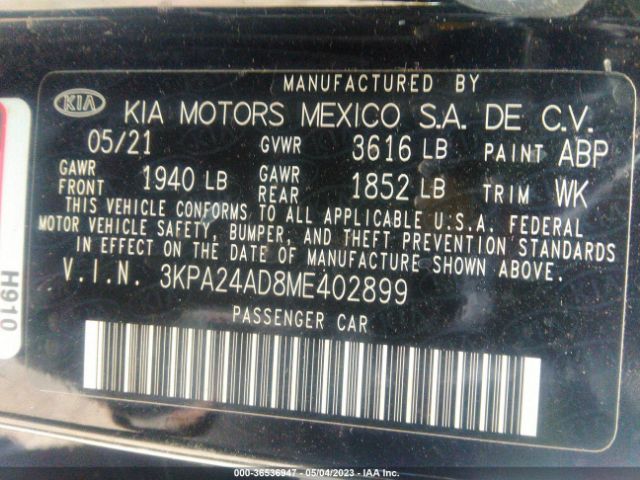 MANUFACTURED BY
KIA KIA MOTORS MEXICO S.A. DE C.V.
05/21 GVWR 3616 LB PAINT ABP
GAWR FRONT 1940 LB GAWR REAR 1852 LB TRIM WK
THIS VEHICLE CONFORMS TO ALL APPLICABLE U.S.A. FEDERAL
MOTOR VEHICLE SAFETY, BUMPER, AND THEFT PREVENTION STANDARDS
IN EFFECT ON THE DATE OF MANUFACTURE SHOWN ABOVE.
V.I.N. 3KPA24AD8ME402899
PASSENGER CAR
H910
000-36536947 - 05/04/2023 - IAA Inc.